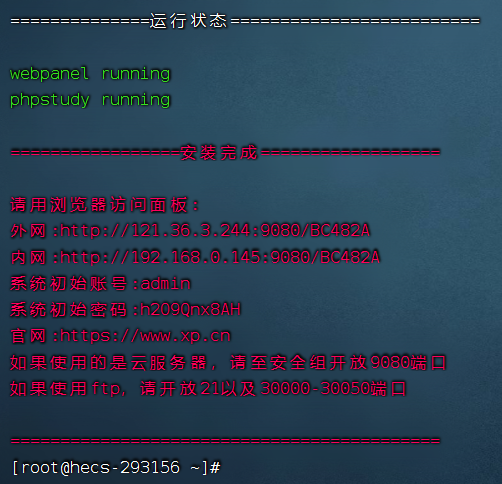 ==============运行状态=========================
webpanel running
phpstudy running
=================安装完成==================
请用浏览器访问面板:
外网:http://121.36.3.244:9080/BC482A
内网:http://192.168.0.145:9080/BC482A
系统初始账号:admin
系统初始密码:h2O9Qnx8AH
官网:https://www.xp.cn
如果使用的是云服务器，请至安全组开放9080端口
如果使用ftp，请开放21以及30000-30050端口
===========================================
[root@hecs-293156 ~]#